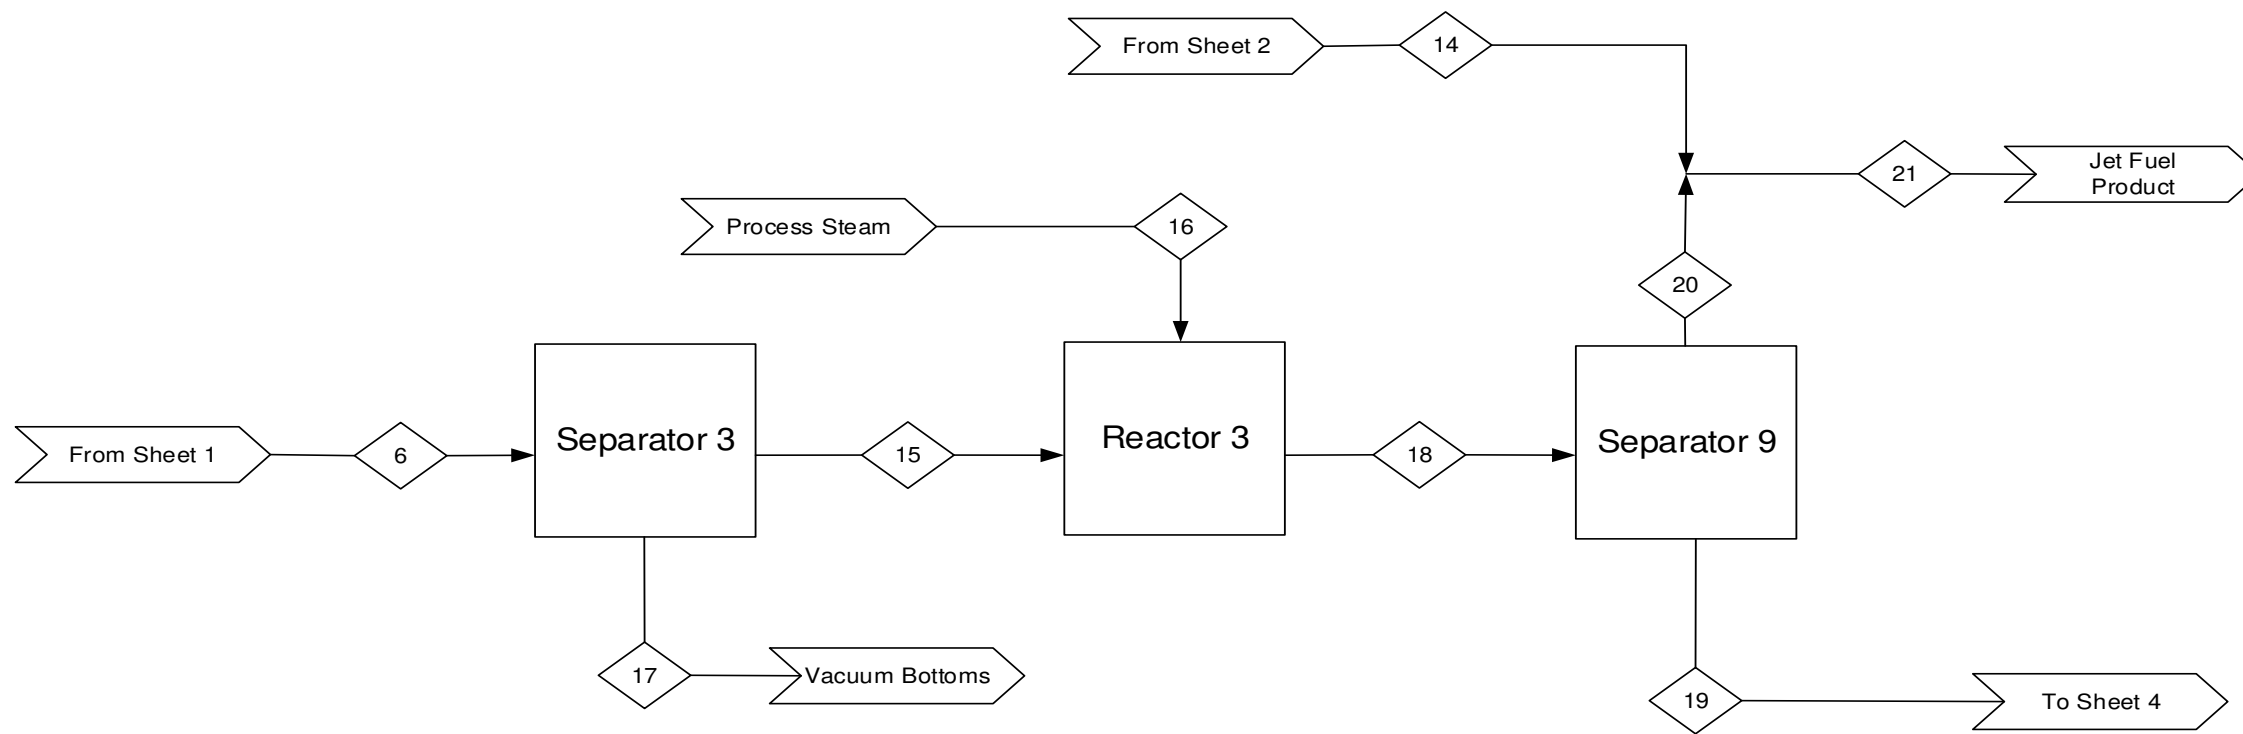 From Sheet 2
14
Jet Fuel
Product
21
Process Steam
16
20
Separator 3
Reactor 3
Separator 9
From Sheet 1
6
15
18
17
Vacuum Bottoms
19
To Sheet 4